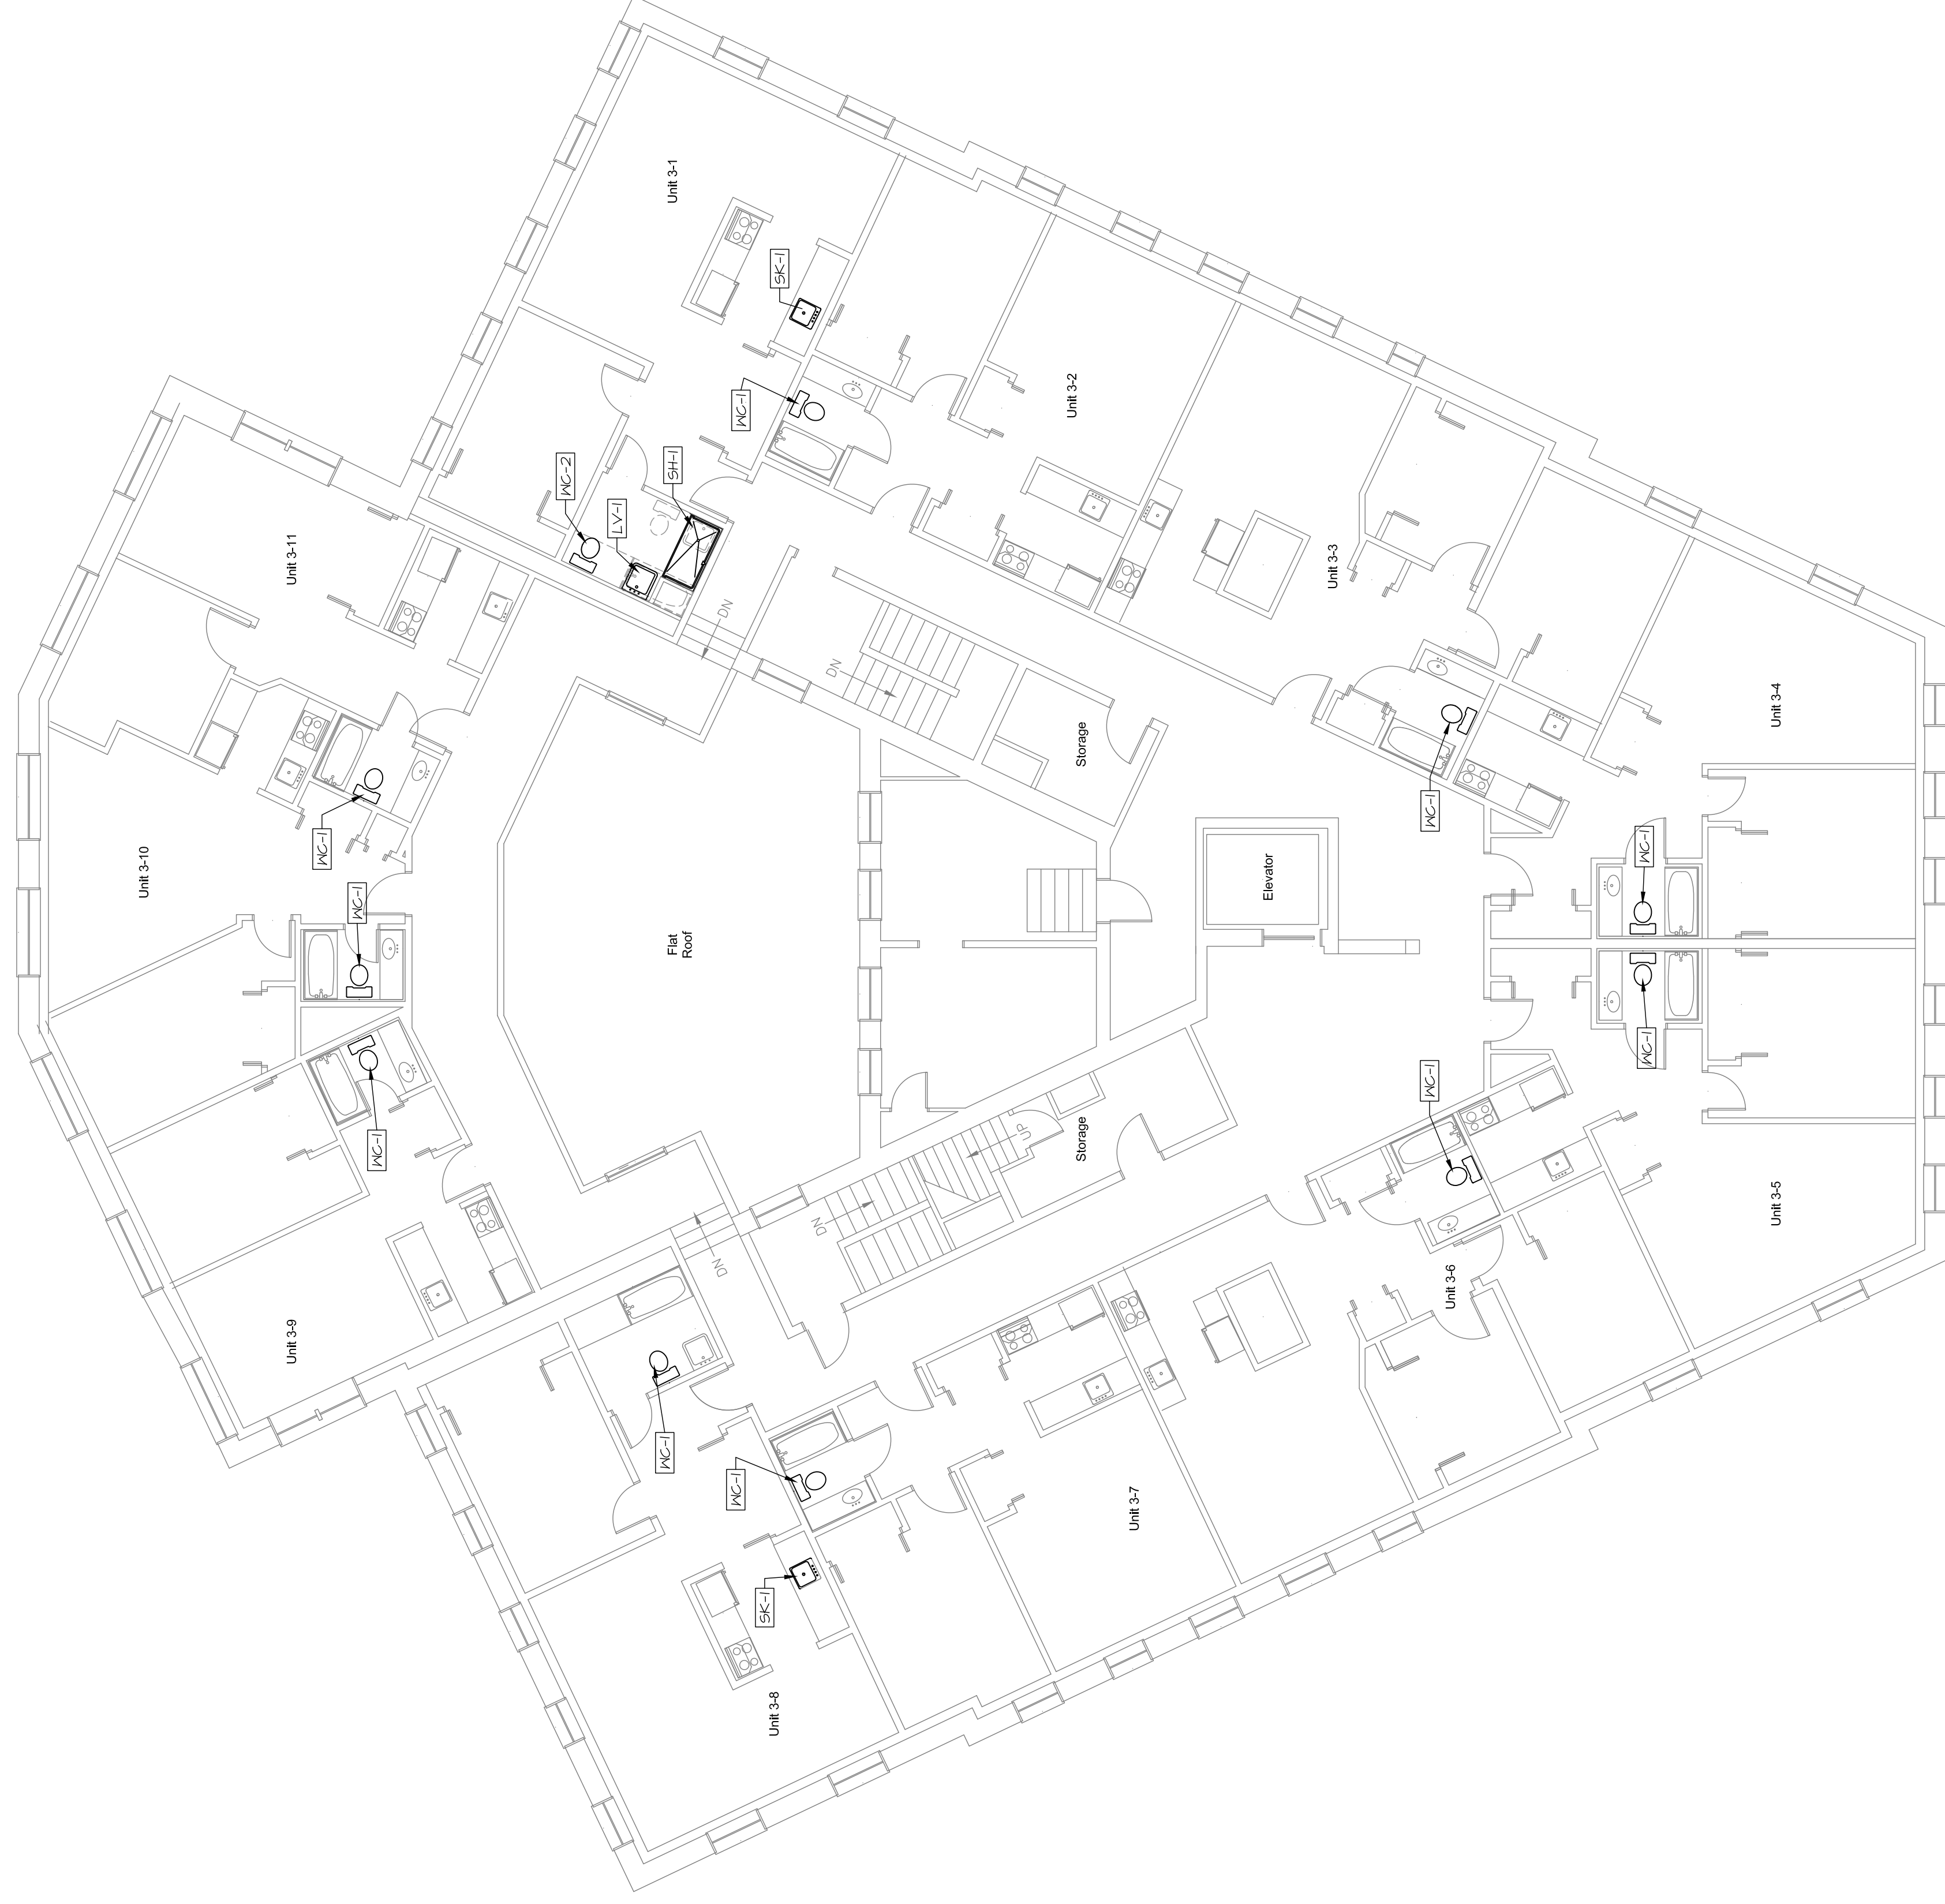 Unit 3-1
SK-1
WC-1
WC-2
LV-1
SH-1
DN
DN
Unit 3-2
Unit 3-3
Unit 3-11
Unit 3-10
WC-1
WC-1
Storage
WC-1
Unit 3-4
WC-1
Elevator
Flat
Roof
WC-1
WC-1
WC-1
UP
Storage
DN
DN
Unit 3-5
Unit 3-6
Unit 3-9
WC-1
WC-1
WC-1
Unit 3-7
SK-1
Unit 3-8